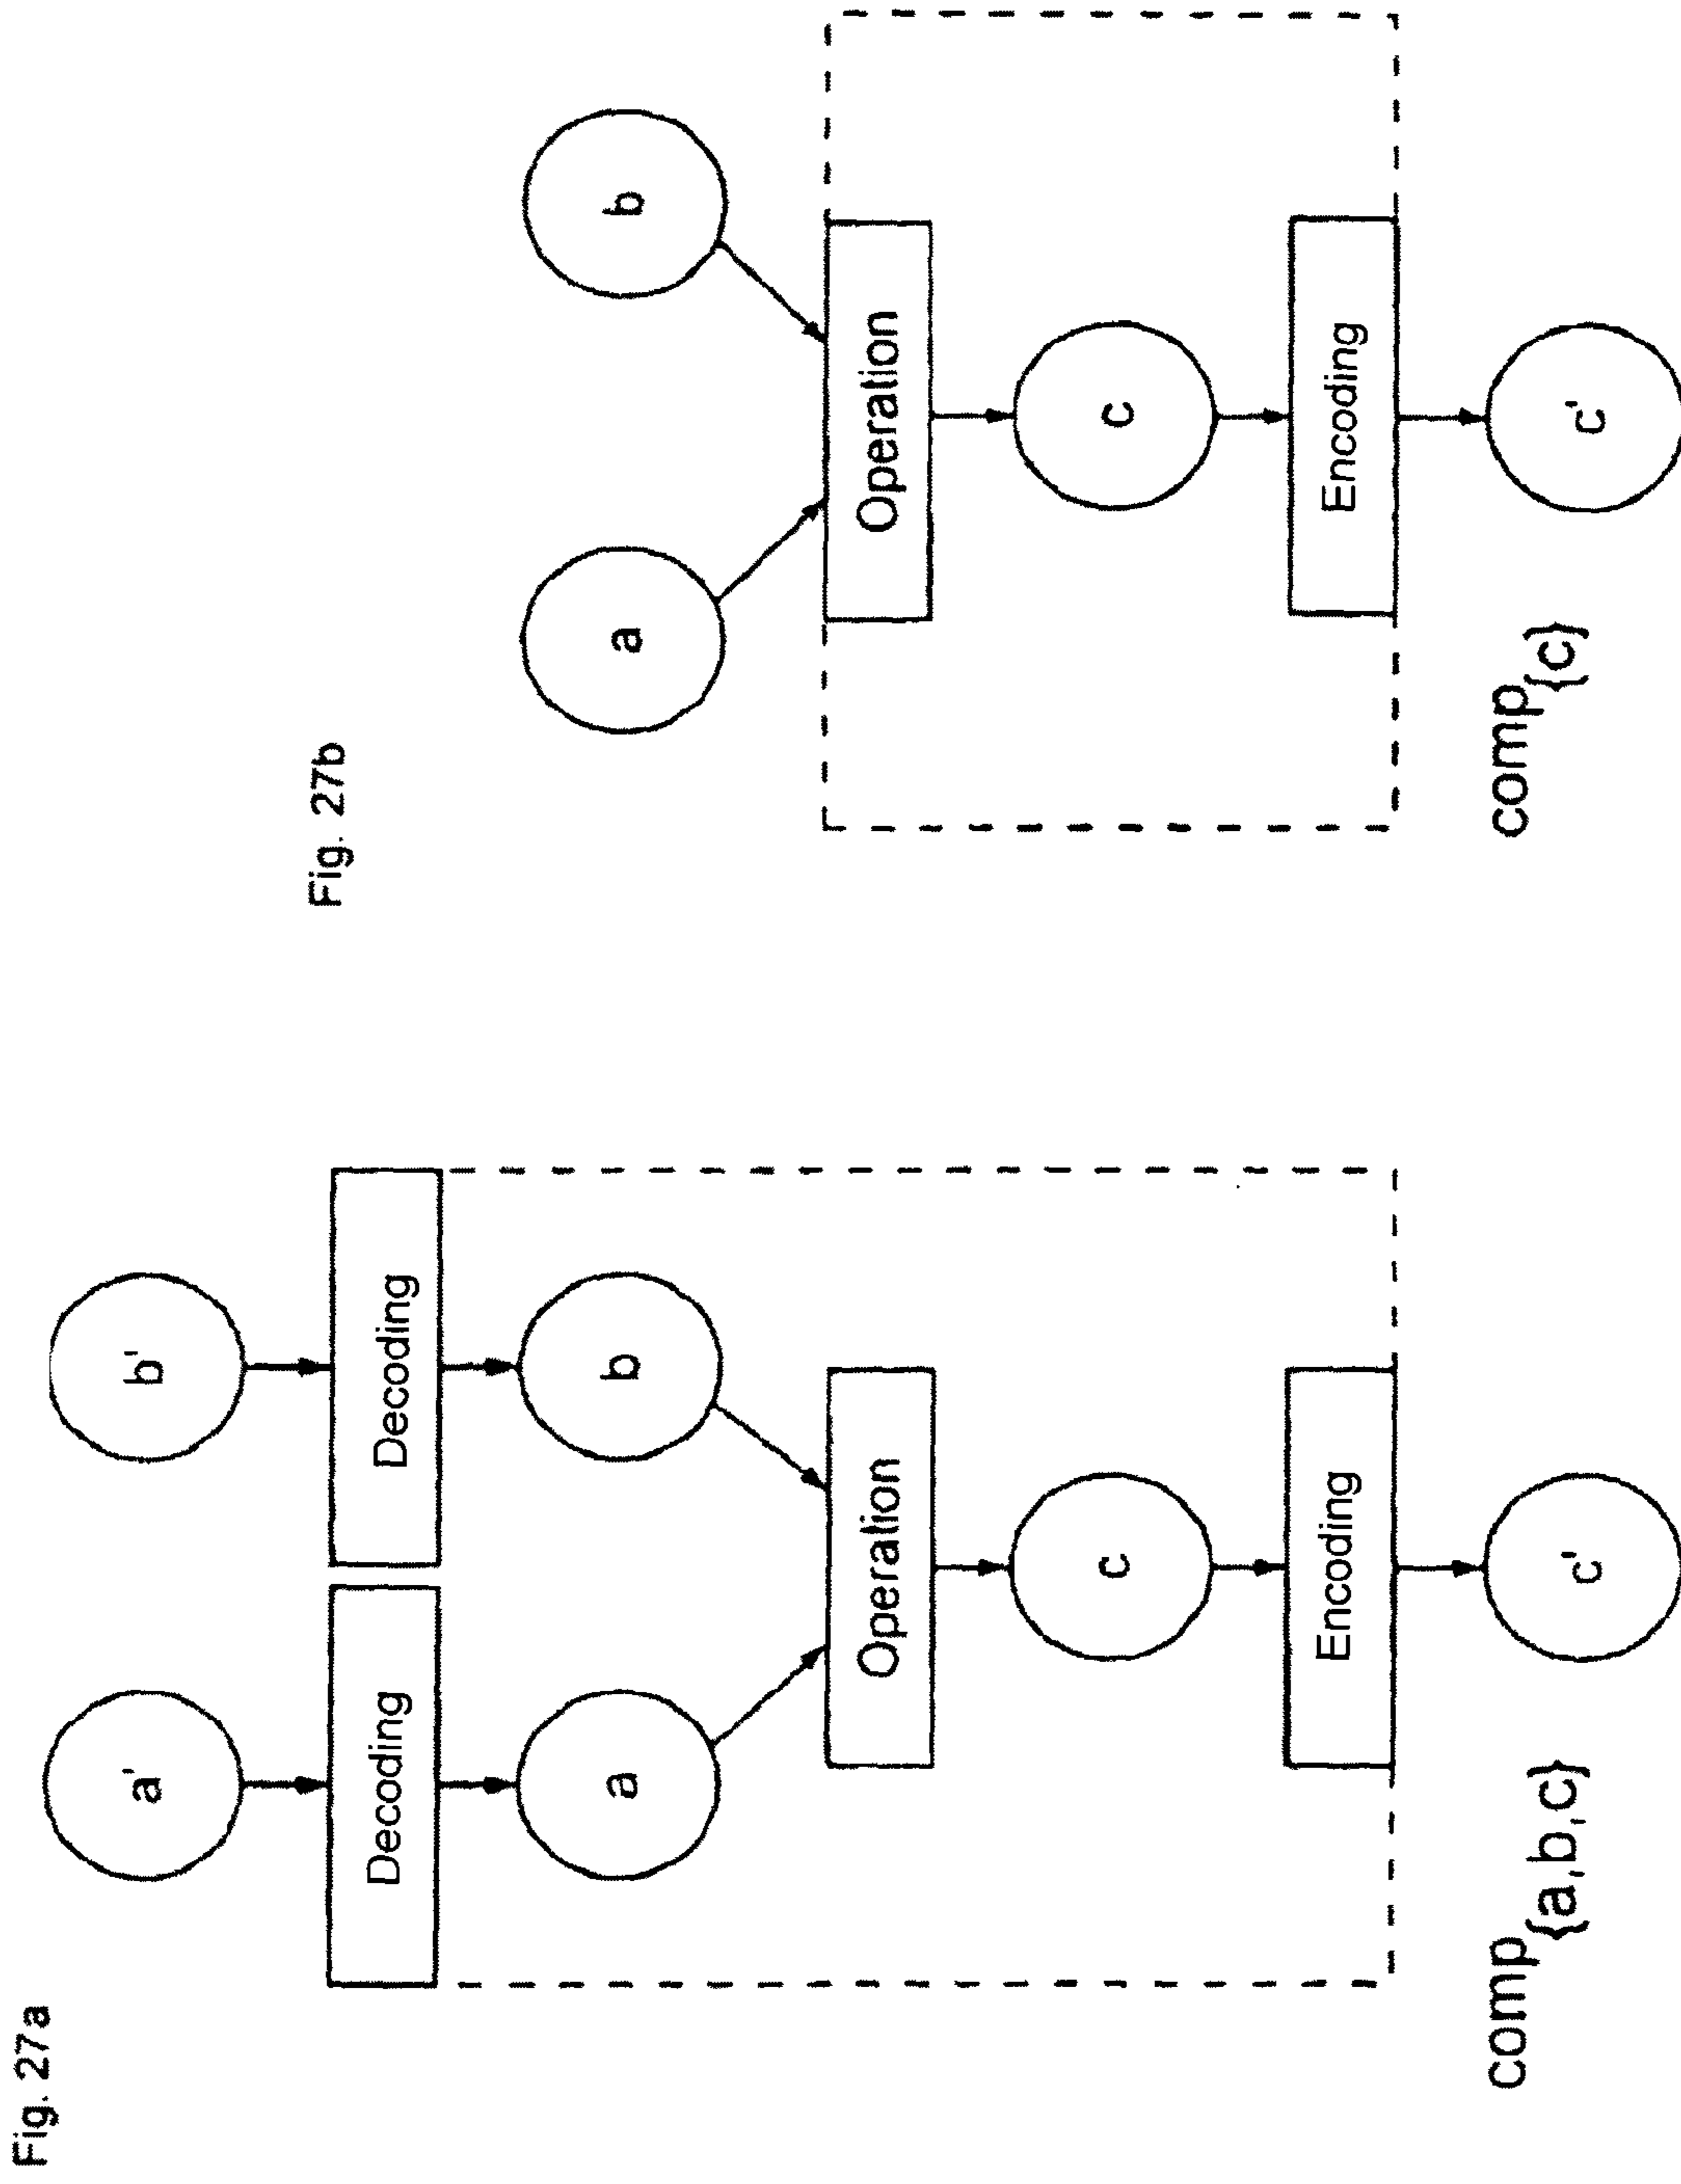 Fig. 27a
a'
b'
Decoding
Decoding
a
b
Operation
c
Encoding
c'
comp{a,b,c}
Fig. 27b
a
b
Operation
c
Encoding
c'
comp{c}